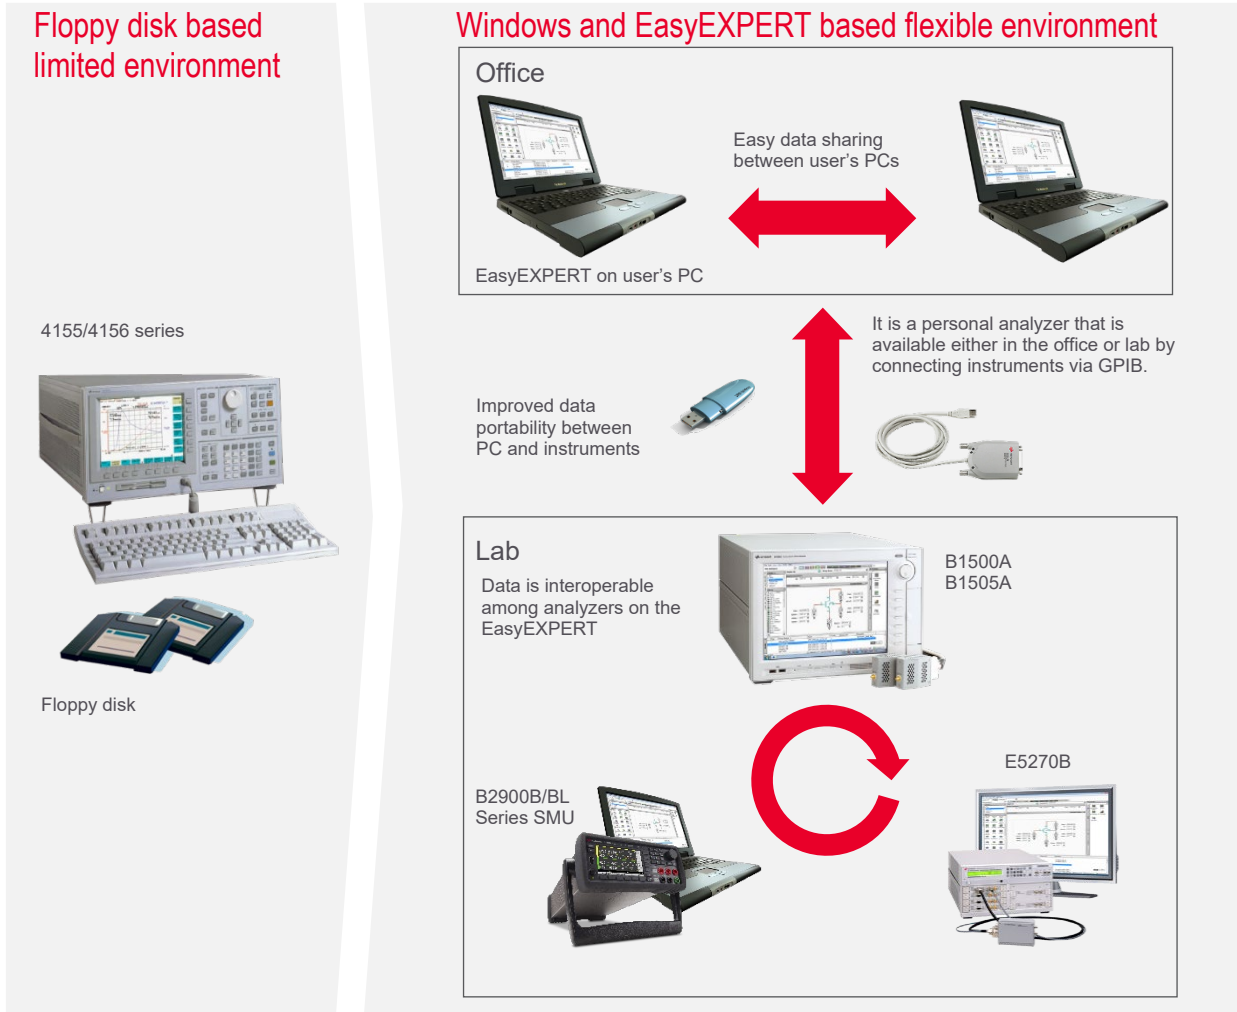 Floppy disk based
limited environment
4155/4156 series
Floppy disk
Windows and EasyEXPERT based flexible environment
Office
Easy data sharing
between user’s PCs
EasyEXPERT on user’s PC
It is a personal analyzer that is
available either in the office or lab by
connecting instruments via GPIB.
Improved data
portability between
PC and instruments
Lab
Data is interoperable
among analyzers on the
EasyEXPERT
B1500A
B1505A
E5270B
B2900B/BL
Series SMU